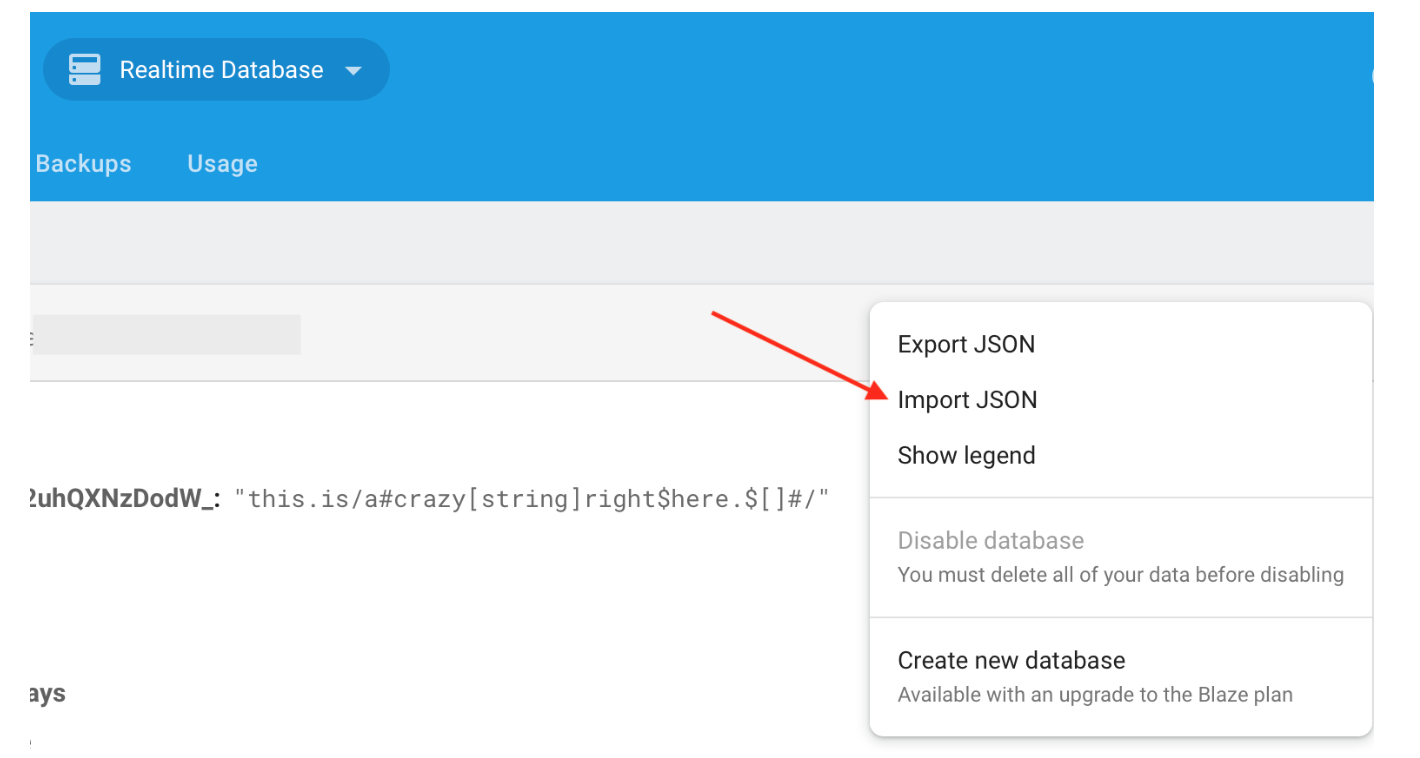 Realtime Database
Backups Usage
Export JSON
Import JSON
Show legend
2uhQXNzDodW_: "this.is/a#crazy[string]right$here.$[]#/"
Disable database
You must delete all of your data before disabling
Create new database
ays
Available with an upgrade to the Blaze plan